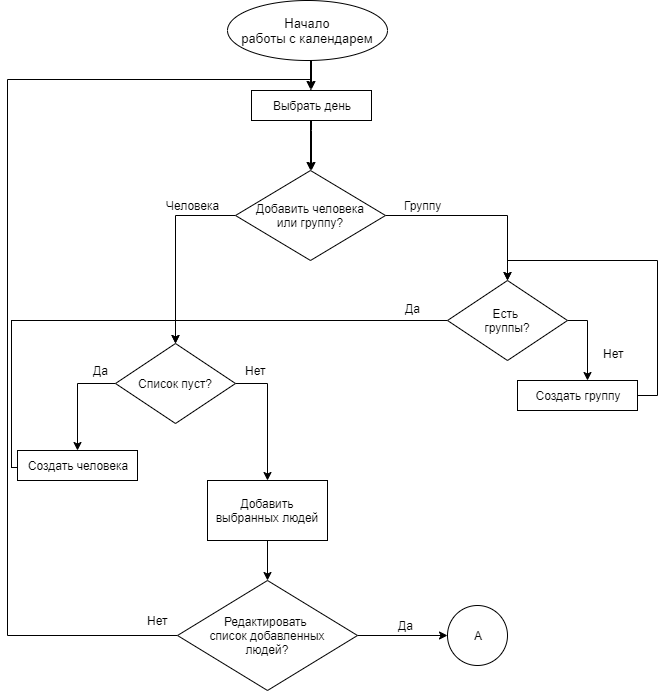 Начало
работы с календарем
Выбрать день
Человека
Добавить человека
или группу?
Группу
Да
Есть
группы?
Нет
Создать группу
Да
Список пуст?
Нет
Создать человека
Добавить
выбранных людей
Нет
Редактировать
список добавленных
людей?
Да
А